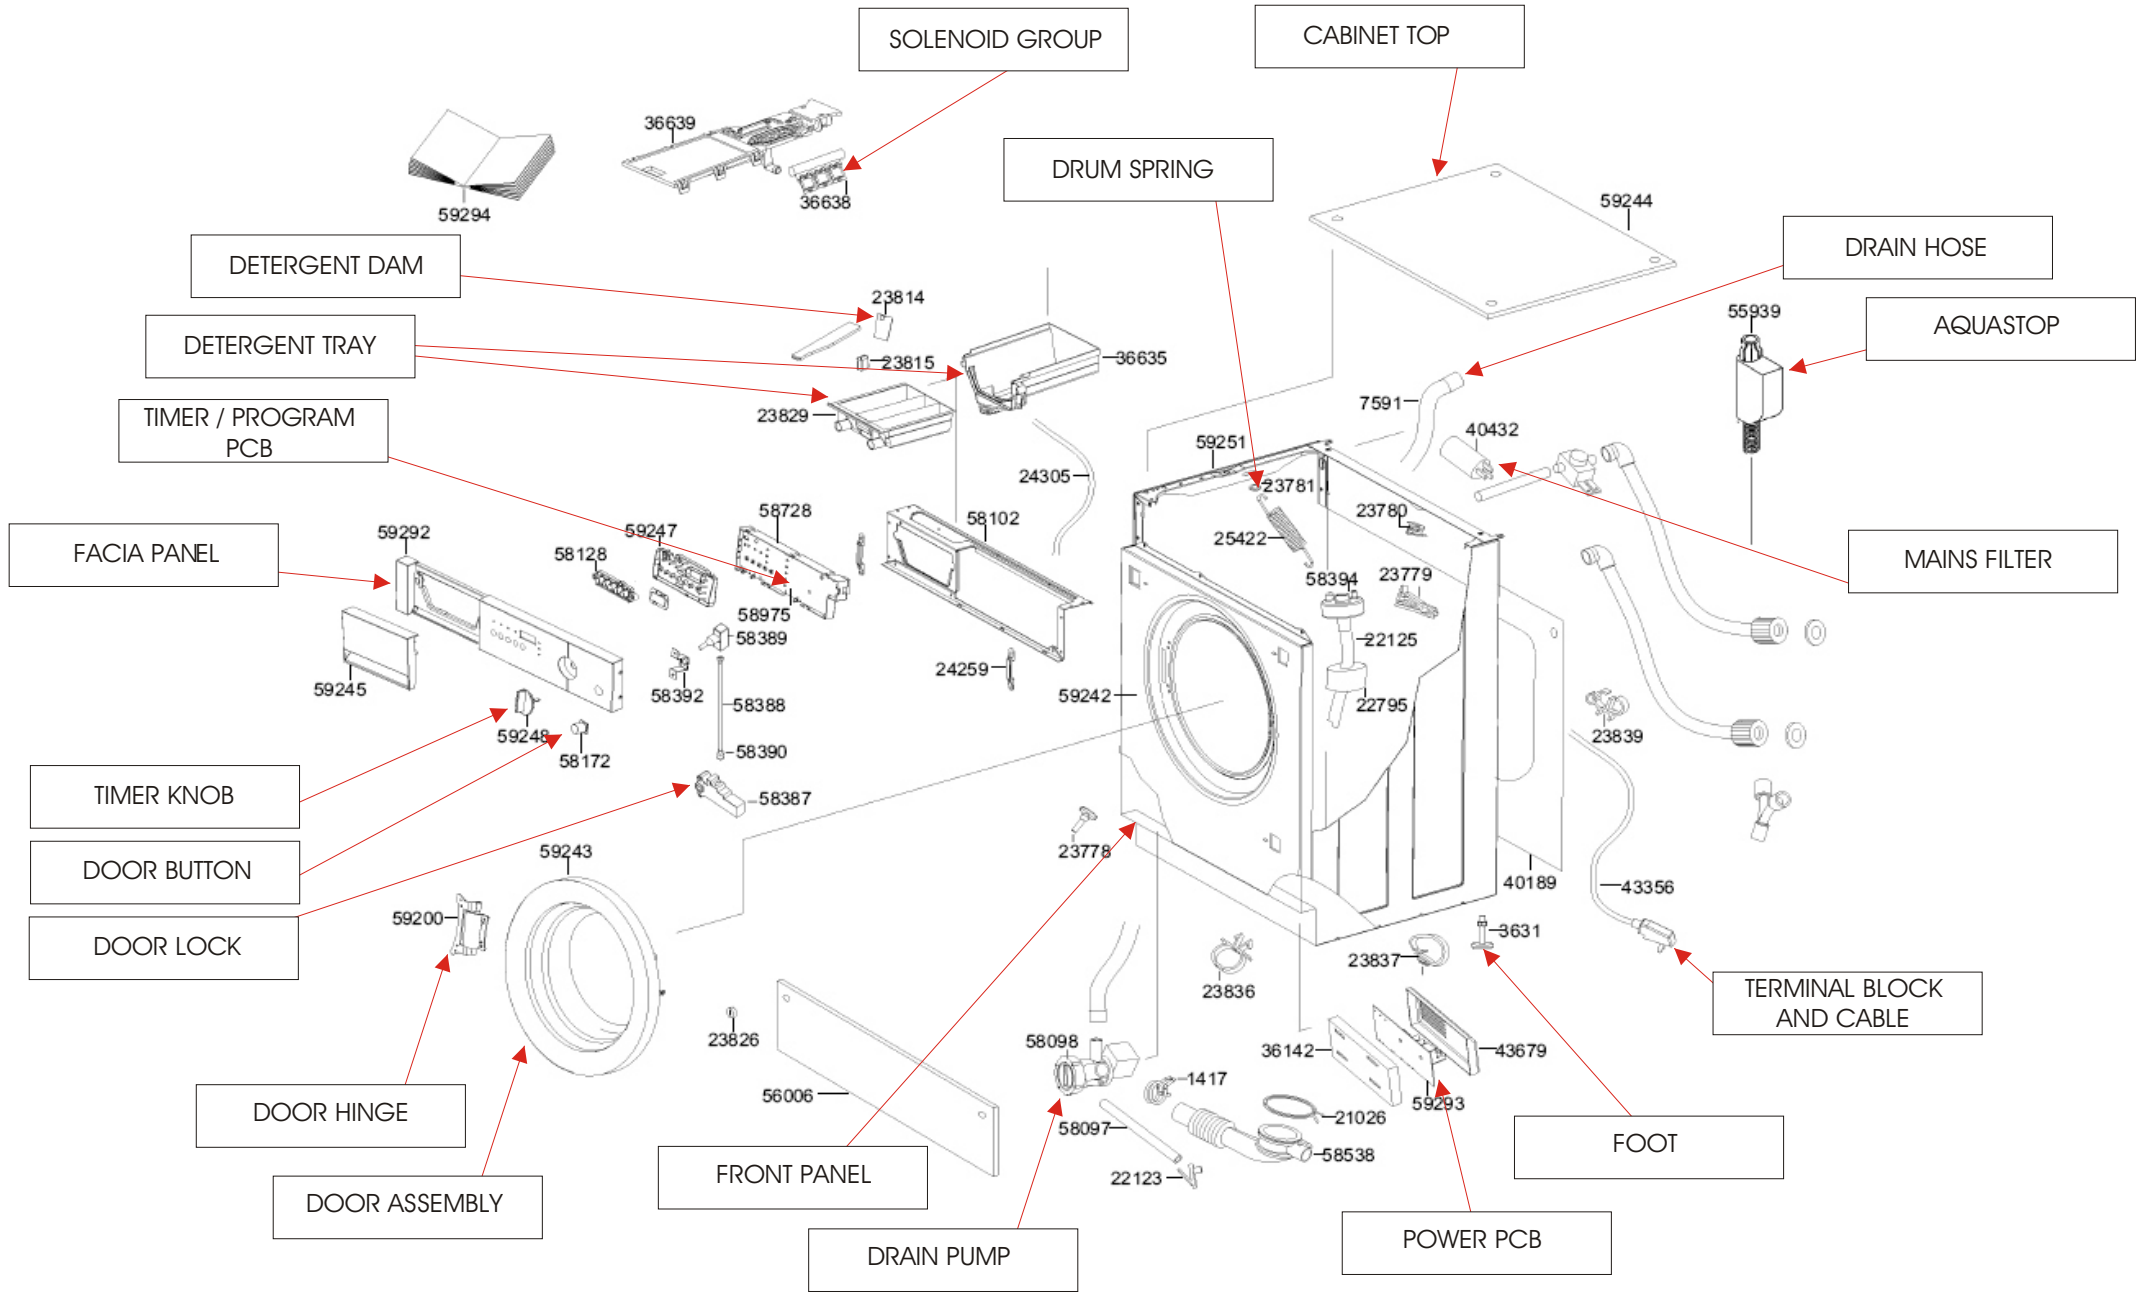 SOLENOID GROUP
CABINET TOP
36639
DRUM SPRING
36638
59294
59244
DRAIN HOSE
DETERGENT DAM
23814
55939
AQUASTOP
DETERGENT TRAY
23815
36635
TIMER / PROGRAM
PCB
23829
7591
40432
59251
24305
23781
58728
58102
23780
59292
59247
25422
FACIA PANEL
58128
MAINS FILTER
58394
23779
58975
58389
22125
24259
59245
58392
59242
58388
22795
59248
23839
58390
58172
TIMER KNOB
58387
DOOR BUTTON
59243
23778
40189
43356
59200
DOOR LOCK
3631
23837
23836
TERMINAL BLOCK
AND CABLE
23826
58098
36142
43679
1417
56006
59293
DOOR HINGE
21026
58097
FOOT
58538
22123
FRONT PANEL
DOOR ASSEMBLY
POWER PCB
DRAIN PUMP